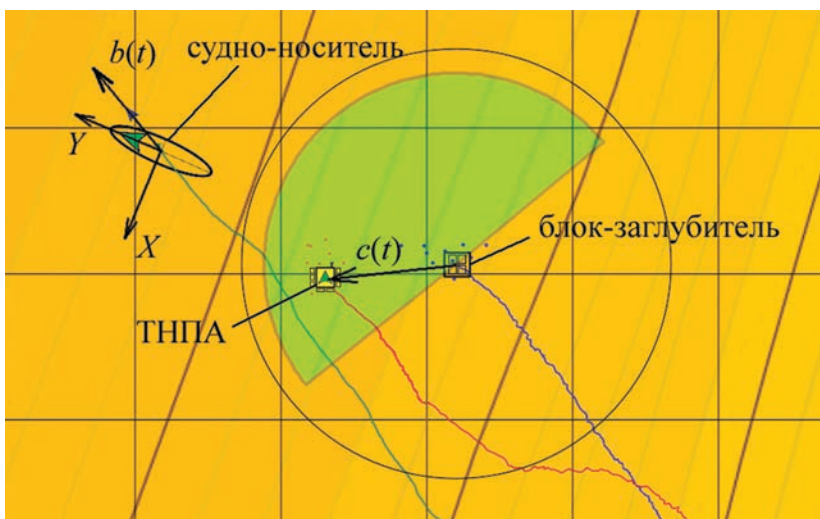 b(t)
судно-носитель
Y
X
блок-заглубитель
c(t)
ТНПА